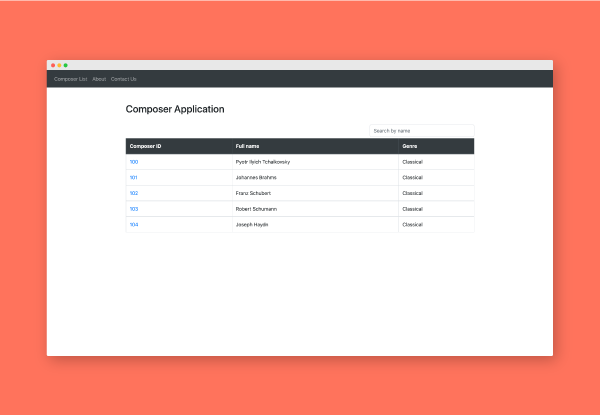 Composer List About Contact Us
Composer Application
Search by name
Composer ID Full name Genre
100 Pyotr Ilyich Tchaikovsky Classical
101 Johannes Brahms Classical
102 Franz Schubert Classical
103 Robert Schumann Classical
104 Joseph Haydn Classical